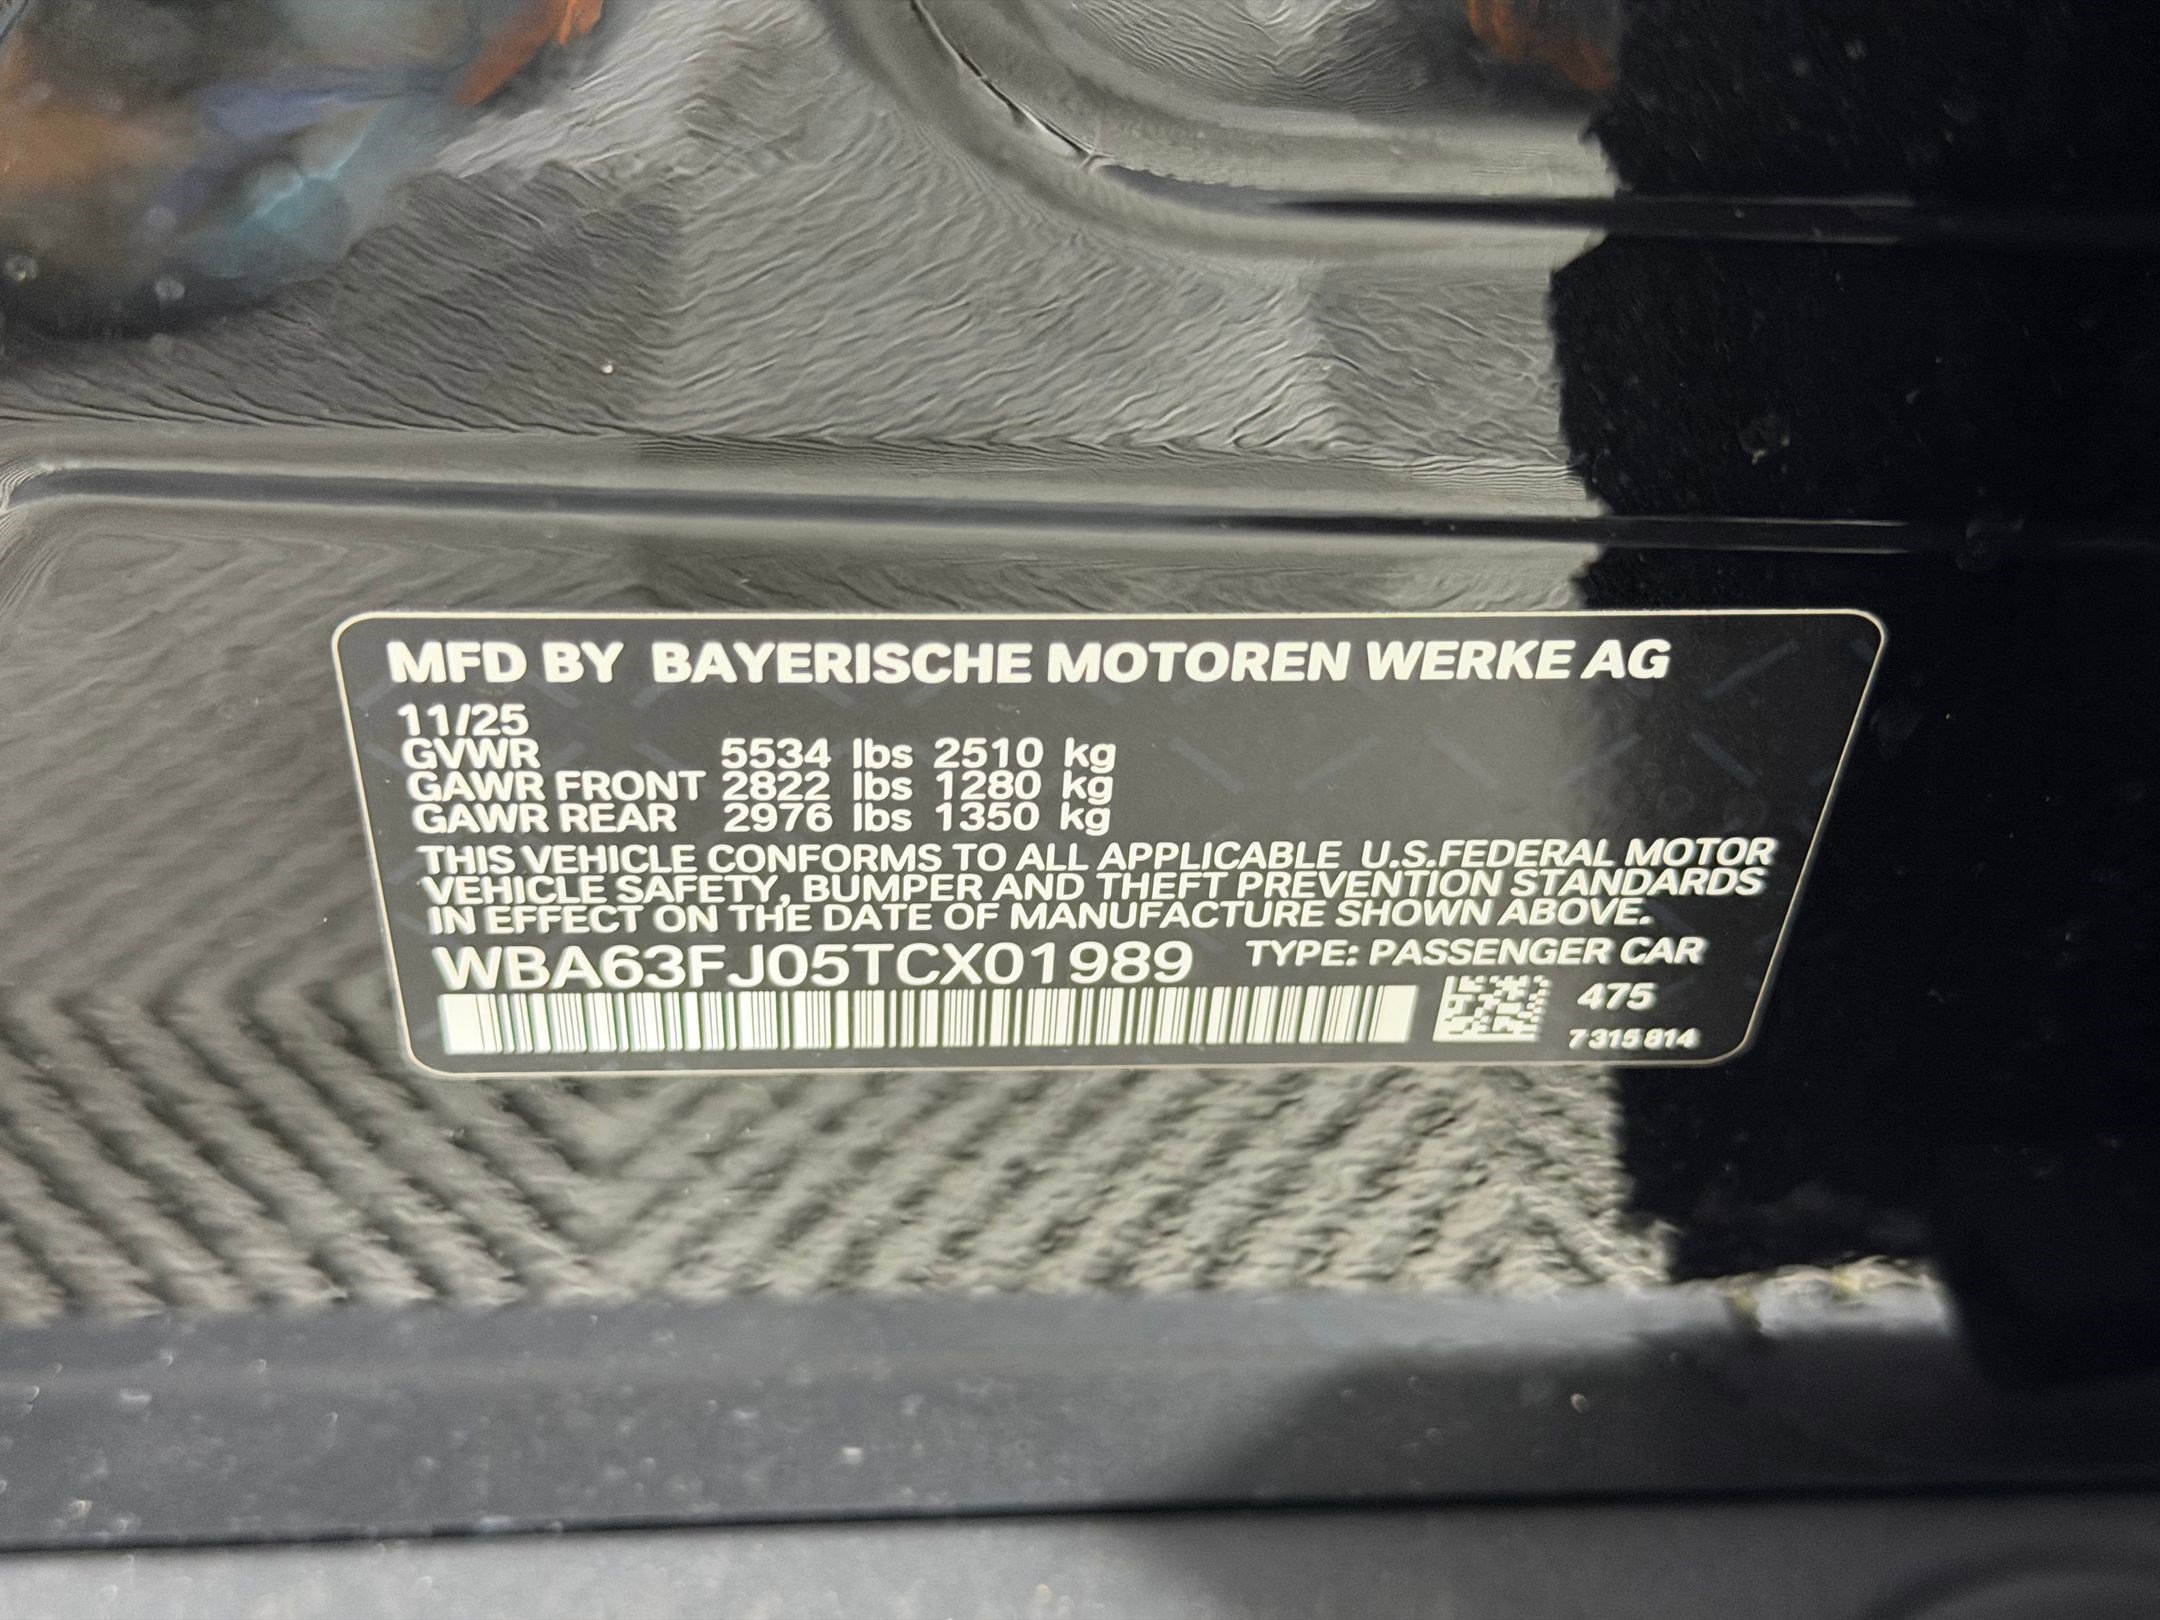 MFD BY BAYERISCHE MOTOREN WERKE AG
11/25
GVWR 5534 lbs 2510 kg
GAWR FRONT 2822 lbs 1280 kg
GAWR REAR 2976 lbs 1350 kg
THIS VEHICLE CONFORMS TO ALL APPLICABLE U.S.FEDERAL MOTOR
VEHICLE SAFETY, BUMPER AND THEFT PREVENTION STANDARDS
IN EFFECT ON THE DATE OF MANUFACTURE SHOWN ABOVE.
WBA63FJ05TCX01989 TYPE: PASSENGER CAR
475
7 315 814